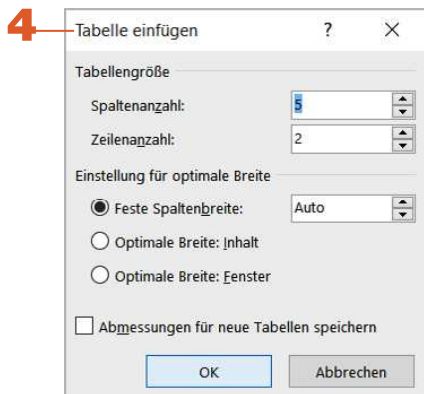 4 Tabelle einfügen ? ×
Tabellengröße
Spaltenanzahl: 5
Zeilenanzahl: 2
Einstellung für optimale Breite
Feste Spaltenbreite: Auto
Optimale Breite: Inhalt
Optimale Breite: Fenster
Abmessungen für neue Tabellen speichern
OK Abbrechen